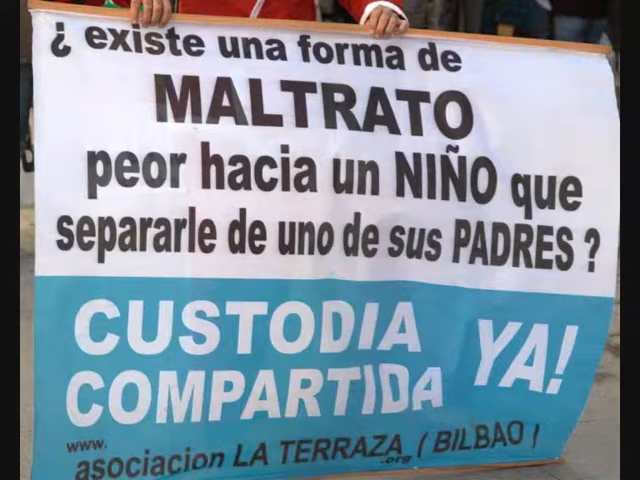 ¿ existe una forma de
MALTRATO
peor hacia un NIÑO que
separarle de uno de sus PADRES ?
CUSTODIA
COMPARTIDA YA!
www.
asociacion LA TERRAZA .org ( BILBAO )